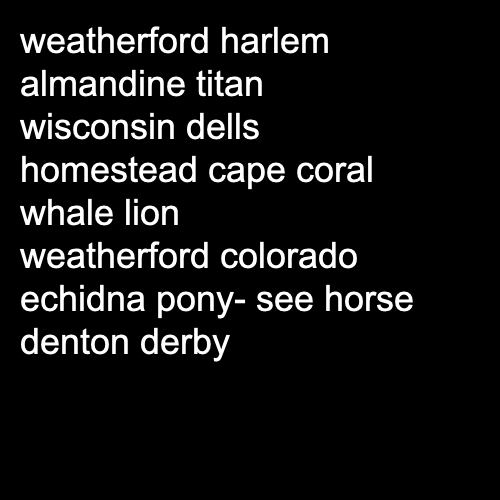 weatherford harlem
almandine titan
wisconsin dells
homestead cape coral
whale lion
weatherford colorado
echidna pony- see horse
denton derby